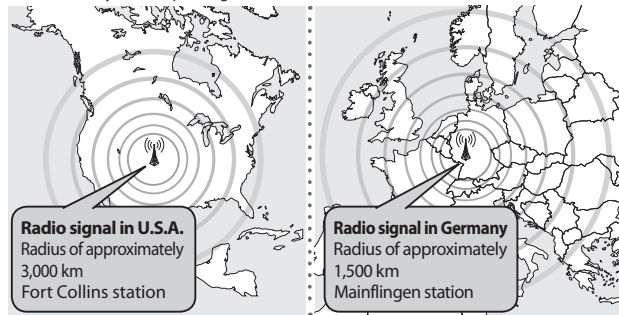 Radio signal in U.S.A.
Radius of approximately
3,000 km
Fort Collins station
Radio signal in Germany
Radius of approximately
1,500 km
Mainflingen station